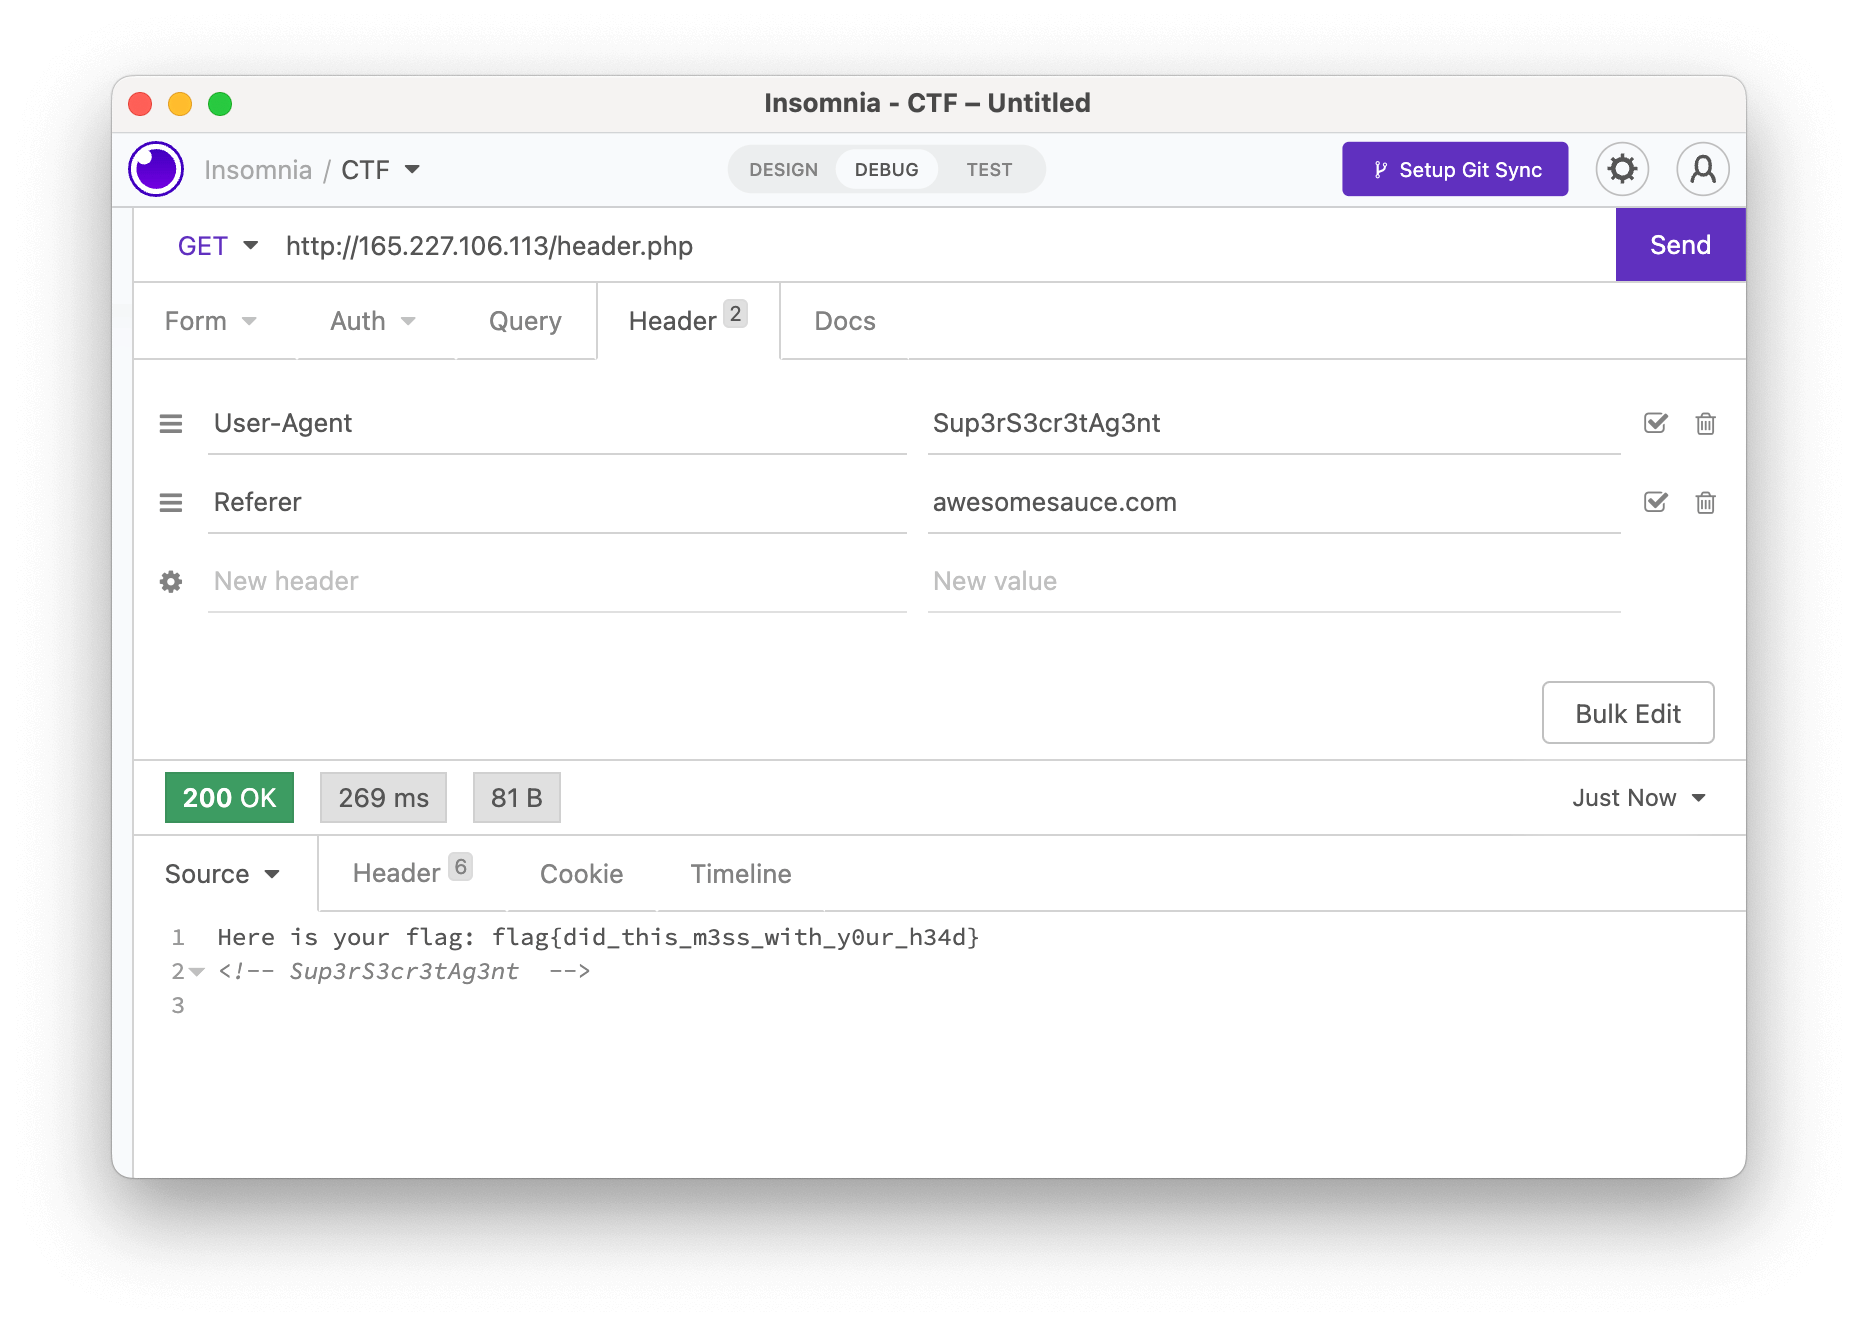 Insomnia - CTF – Untitled
Insomnia / CTF
DESIGN DEBUG TEST
Setup Git Sync
GET http://165.227.106.113/header.php Send
Form Auth Query Header 2 Docs
User-Agent Sup3rS3cr3tAg3nt
Referer awesomesauce.com
New header New value
Bulk Edit
200 OK 269 ms 81 B Just Now
Source Header 6 Cookie Timeline
1 Here is your flag: flag{did_this_m3ss_with_y0ur_h34d}
2 <!-- Sup3rS3cr3tAg3nt  -->
3